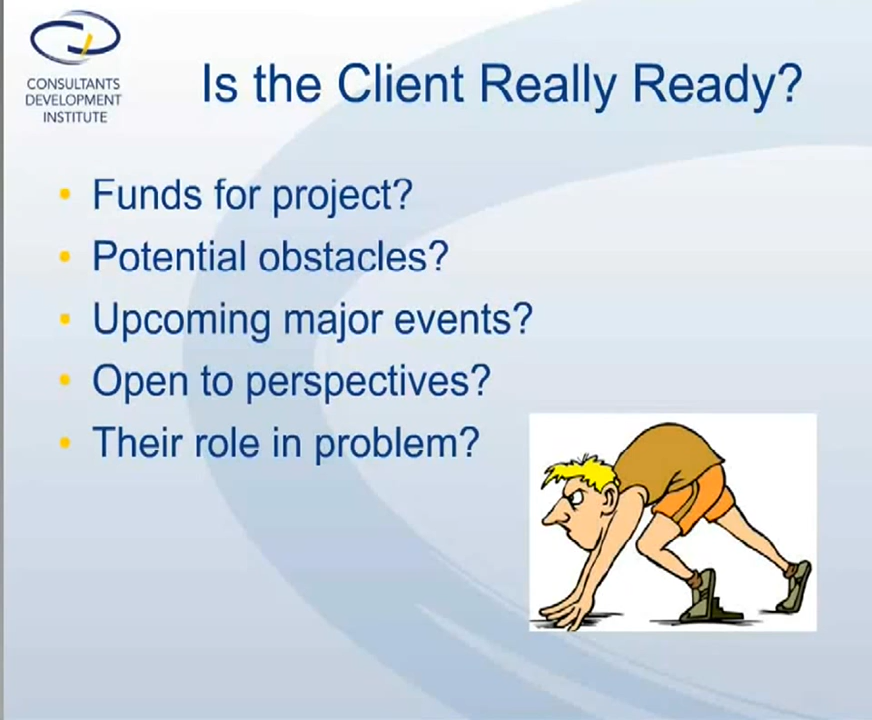 CONSULTANTS
DEVELOPMENT
INSTITUTE
Is the Client Really Ready?
• Funds for project?
• Potential obstacles?
• Upcoming major events?
• Open to perspectives?
• Their role in problem?